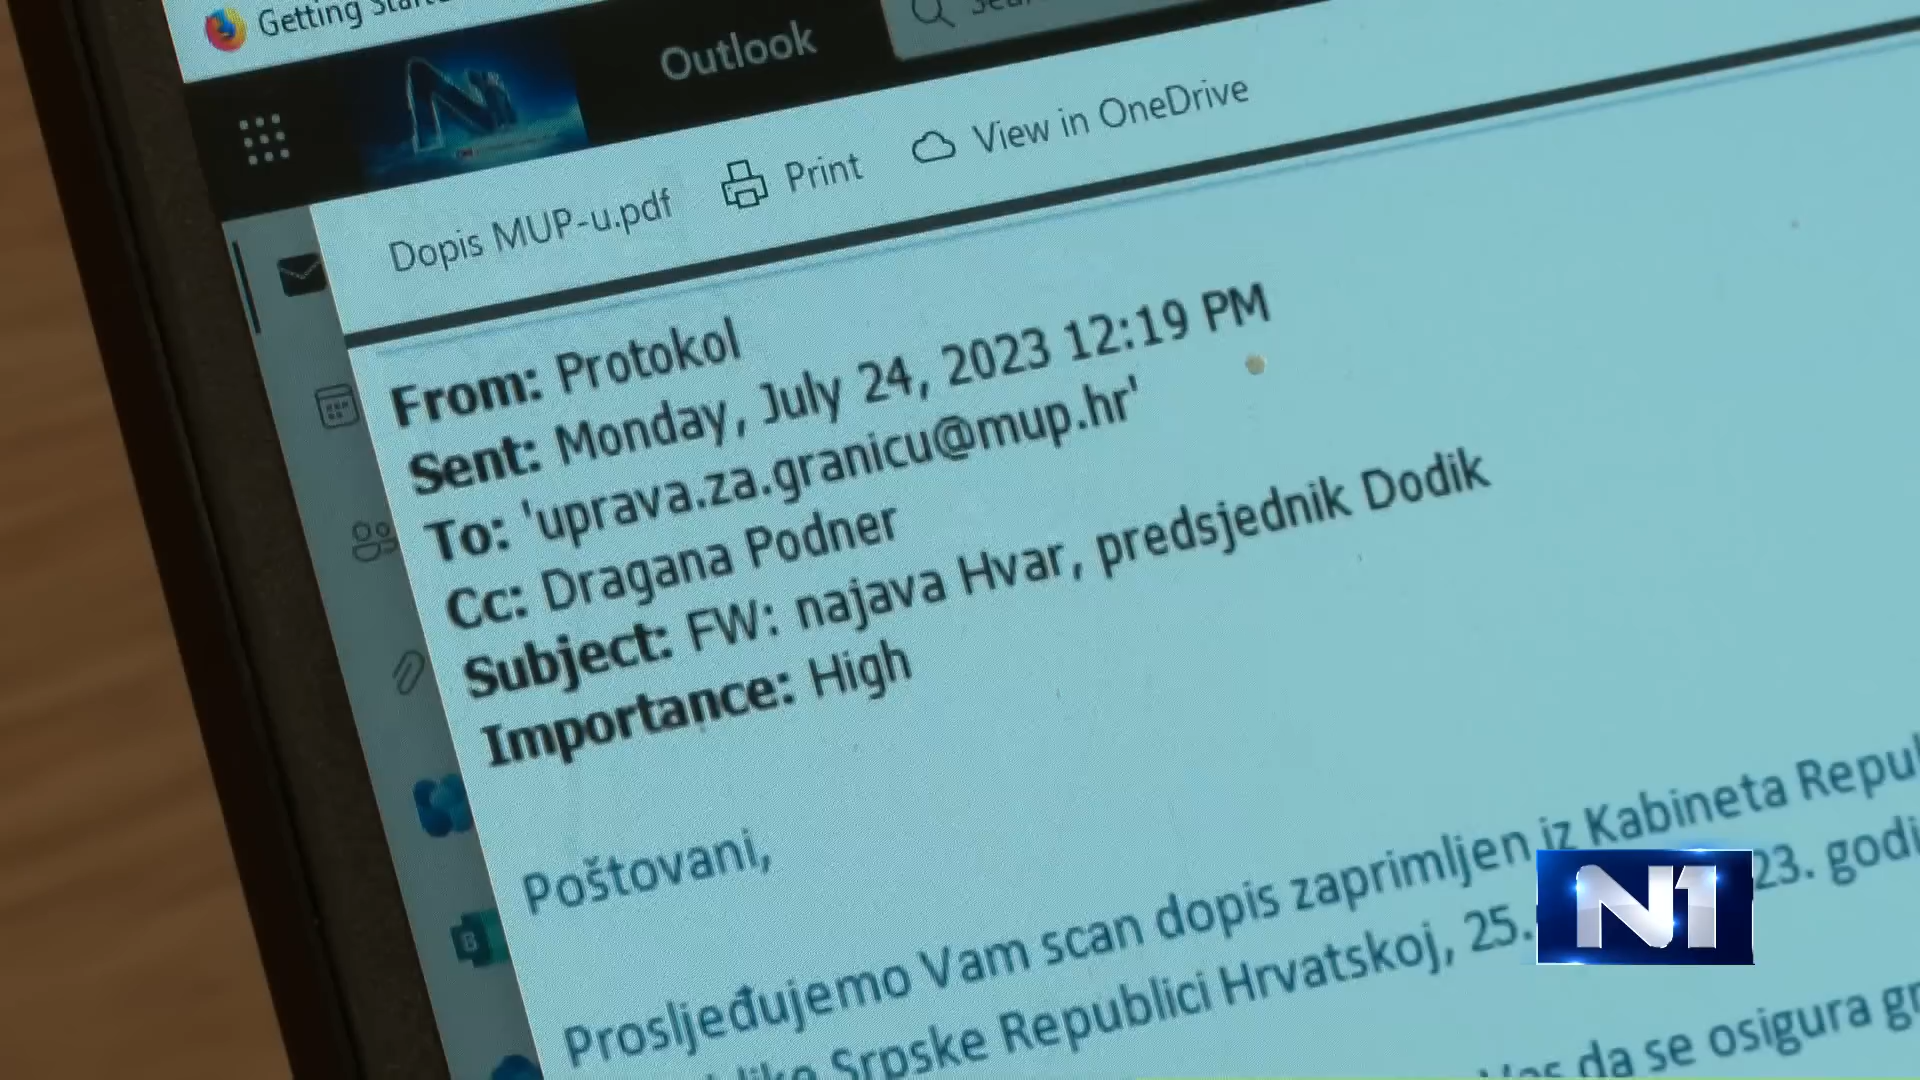 Getting
Outlook
Dopis MUP-u.pdf Print View in OneDrive
From: Protokol
Sent: Monday, July 24, 2023 12:19 PM
To: 'uprava.za.granicu@mup.hr'
Cc: Dragana Podner
Subject: FW: najava Hvar, predsjednik Dodik
Importance: High
Poštovani,
Prosljeđujemo Vam scan dopis zaprimljen iz Kabineta
Srpske Republici Hrvatskoj, 25. 23.
da se osigura
N1